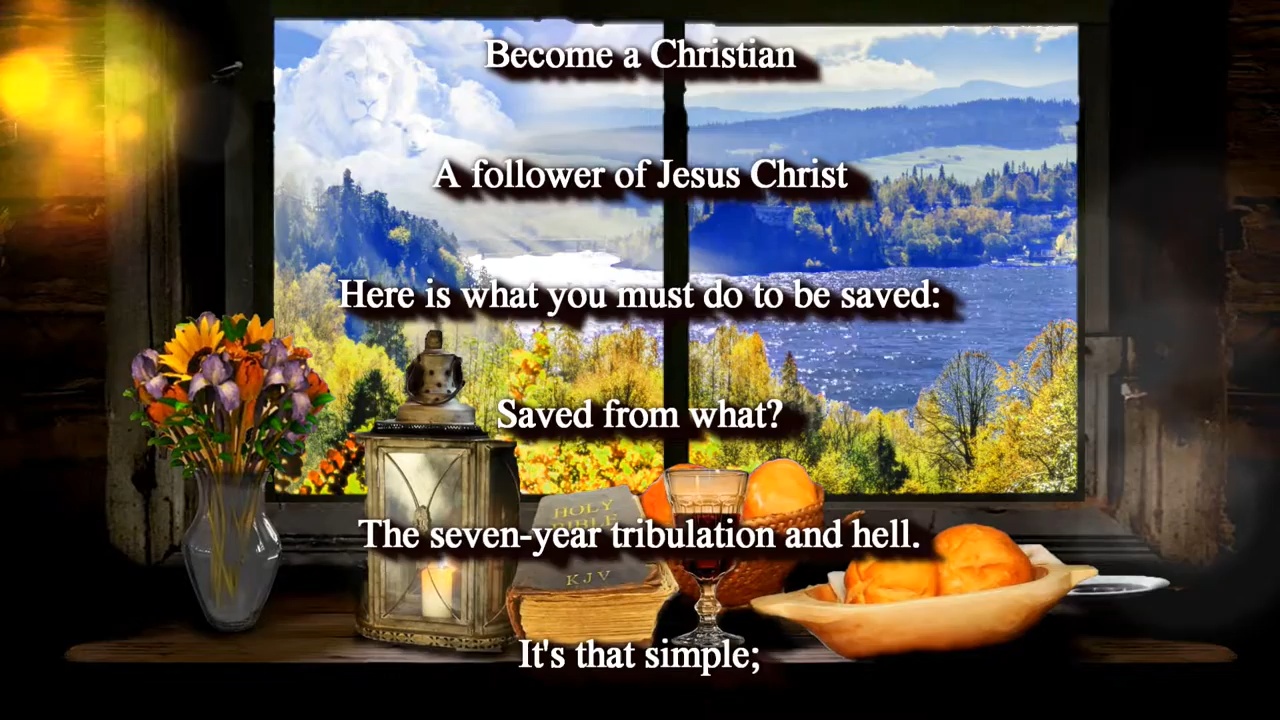 Become a Christian
A follower of Jesus Christ
Here is what you must do to be saved:
Saved from what?
HOLY
BIBLE
The seven-year tribulation and hell.
KJV
It's that simple;